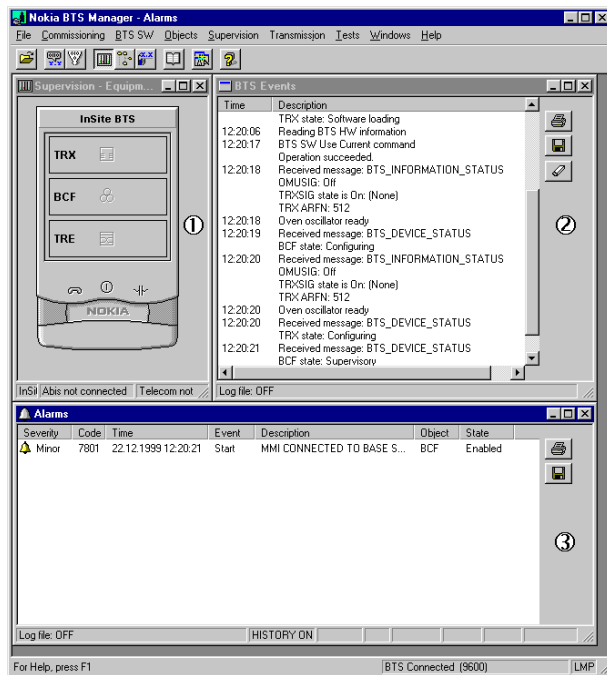 Nokia BTS Manager - Alarms
File Commissioning BTS SW Objects Supervision Transmission Tests Windows Help
Supervision - Equipm...
InSite BTS
TRX
BCF
TRE
NOKIA
1
InSi Abis not connected Telecom not
BTS Events
Time Description
TRX state: Software loading
12:20:06 Reading BTS HW information
12:20:17 BTS SW Use Current command
Operation succeeded.
12:20:18 Received message: BTS_INFORMATION_STATUS
OMUSIG: Off
TRXSIG state is On: (None)
TRX ARFN: 512
12:20:18 Oven oscillator ready
12:20:19 Received message: BTS_DEVICE_STATUS
BCF state: Configuring
12:20:20 Received message: BTS_INFORMATION_STATUS
OMUSIG: Off
TRXSIG state is On: (None)
TRX ARFN: 512
12:20:20 Oven oscillator ready
12:20:20 Received message: BTS_DEVICE_STATUS
TRX state: Configuring
12:20:21 Received message: BTS_DEVICE_STATUS
BCF state: Supervisory
2
Log file: OFF
Alarms
Severity Code Time Event Description Object State
Minor 7801 22.12.1999 12:20:21 Start MMI CONNECTED TO BASE S... BCF Enabled
3
Log file: OFF HISTORY ON
For Help, press F1 BTS Connected (9600) LMP